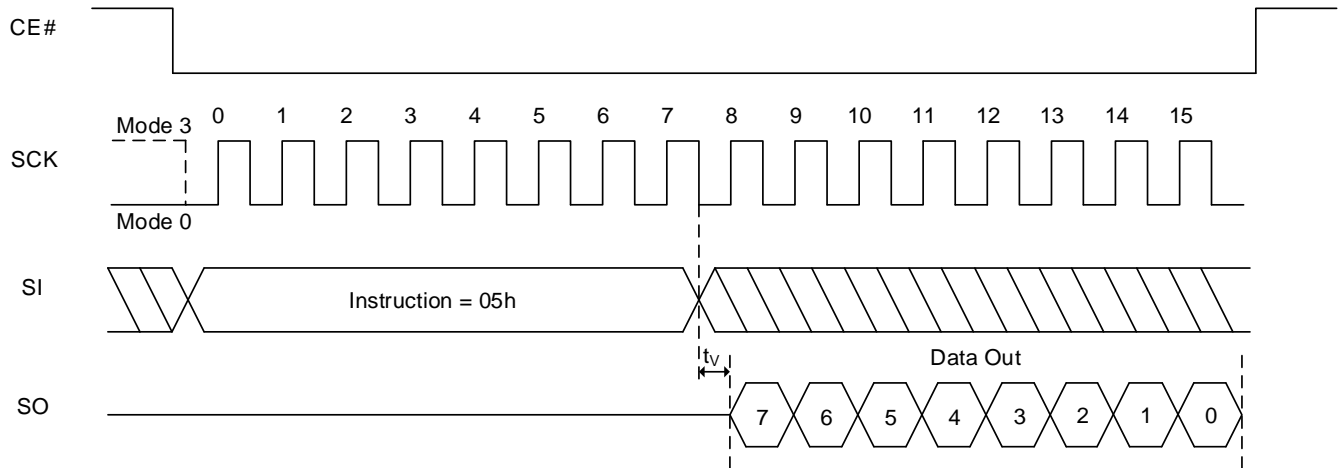 CE#
0 1 2 3 4 5 6 7 8 9 10 11 12 13 14 15
Mode 3
SCK
Mode 0
SI
Instruction = 05h
tV
Data Out
SO
7 6 5 4 3 2 1 0